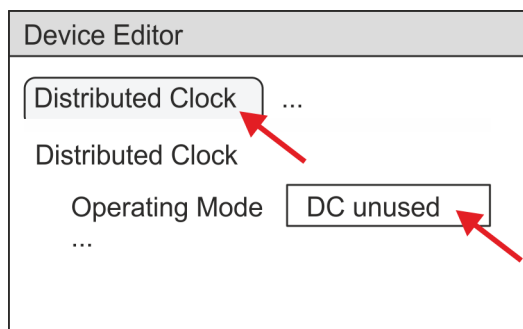 Device Editor
Distributed Clock ...
Distributed Clock
Operating Mode DC unused
...